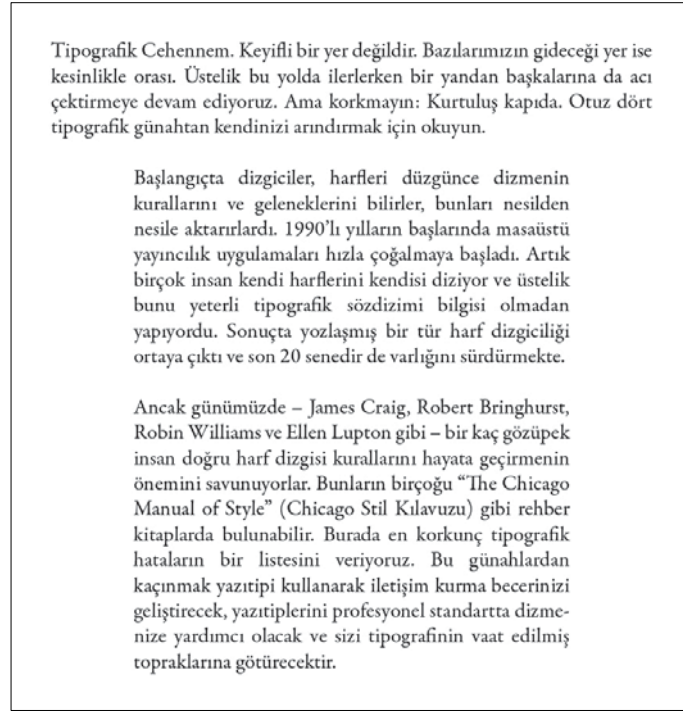 Tipografik Cehennem. Keyifli bir yer değildir. Bazılarımızın gideceği yer ise
kesinlikle orası. Üstelik bu yolda ilerlerken bir yandan başkalarına da acı
çektirmeye devam ediyoruz. Ama korkmayın: Kurtuluş kapıda. Otuz dört
tipografik günahtan kendinizi arındırmak için okuyun.
Başlangıçta dizgiciler, harfleri düzgünce dizmenin
kurallarını ve geleneklerini bilirler, bunları nesilden
nesile aktarırlardı. 1990’lı yılların başlarında masaüstü
yayıncılık uygulamaları hızla çoğalmaya başladı. Artık
birçok insan kendi harflerini kendisi diziyor ve üstelik
bunu yeterli tipografik sözdizimi bilgisi olmadan
yapıyordu. Sonuçta yozlaşmış bir tür harf dizgiciliği
ortaya çıktı ve son 20 senedir de varlığını sürdürmekte.
Ancak günümüzde – James Craig, Robert Bringhurst,
Robin Williams ve Ellen Lupton gibi – bir kaç gözüpek
insan doğru harf dizgisi kurallarını hayata geçirmenin
önemini savunuyorlar. Bunların birçoğu “The Chicago
Manual of Style” (Chicago Stil Kılavuzu) gibi rehber
kitaplarda bulunabilir. Burada en korkunç tipografik
hataların bir listesini veriyoruz. Bu günahlardan
kaçınmak yazıtipi kullanarak iletişim kurma becerinizi
geliştirecek, yazıtiplerini profesyonel standartta dizme-
nize yardımcı olacak ve sizi tipografinin vaat edilmiş
topraklarına götürecektir.